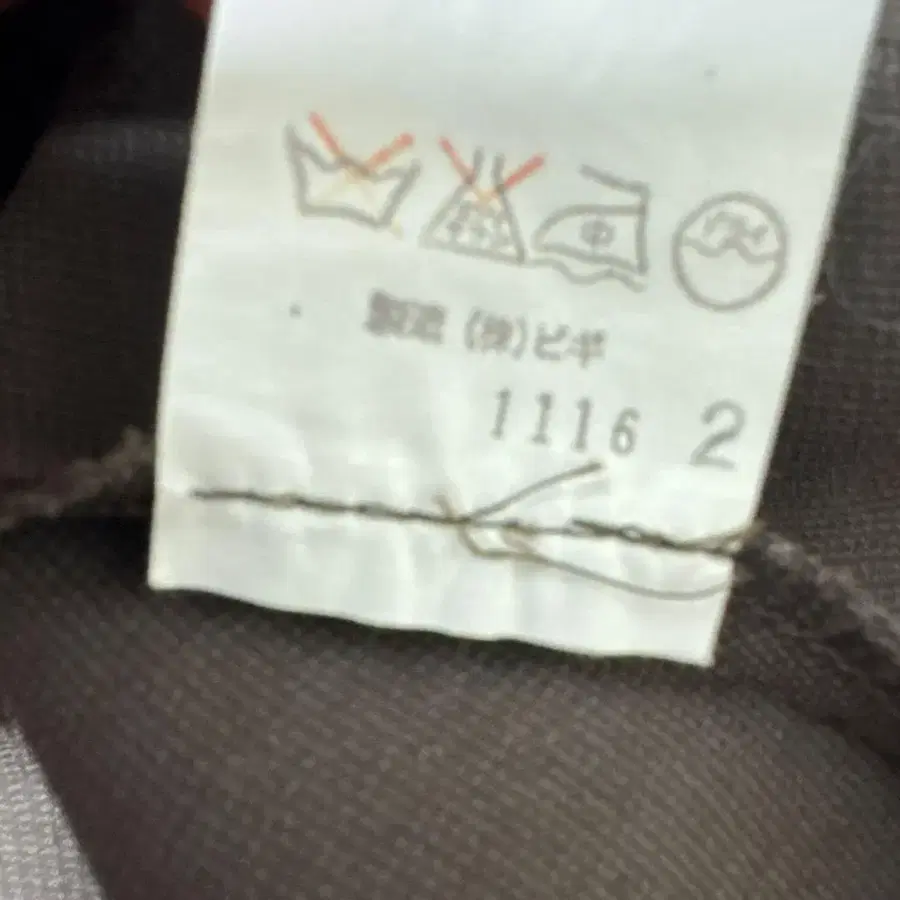 中 ドライ
製造 (株)ビギ
1116 2